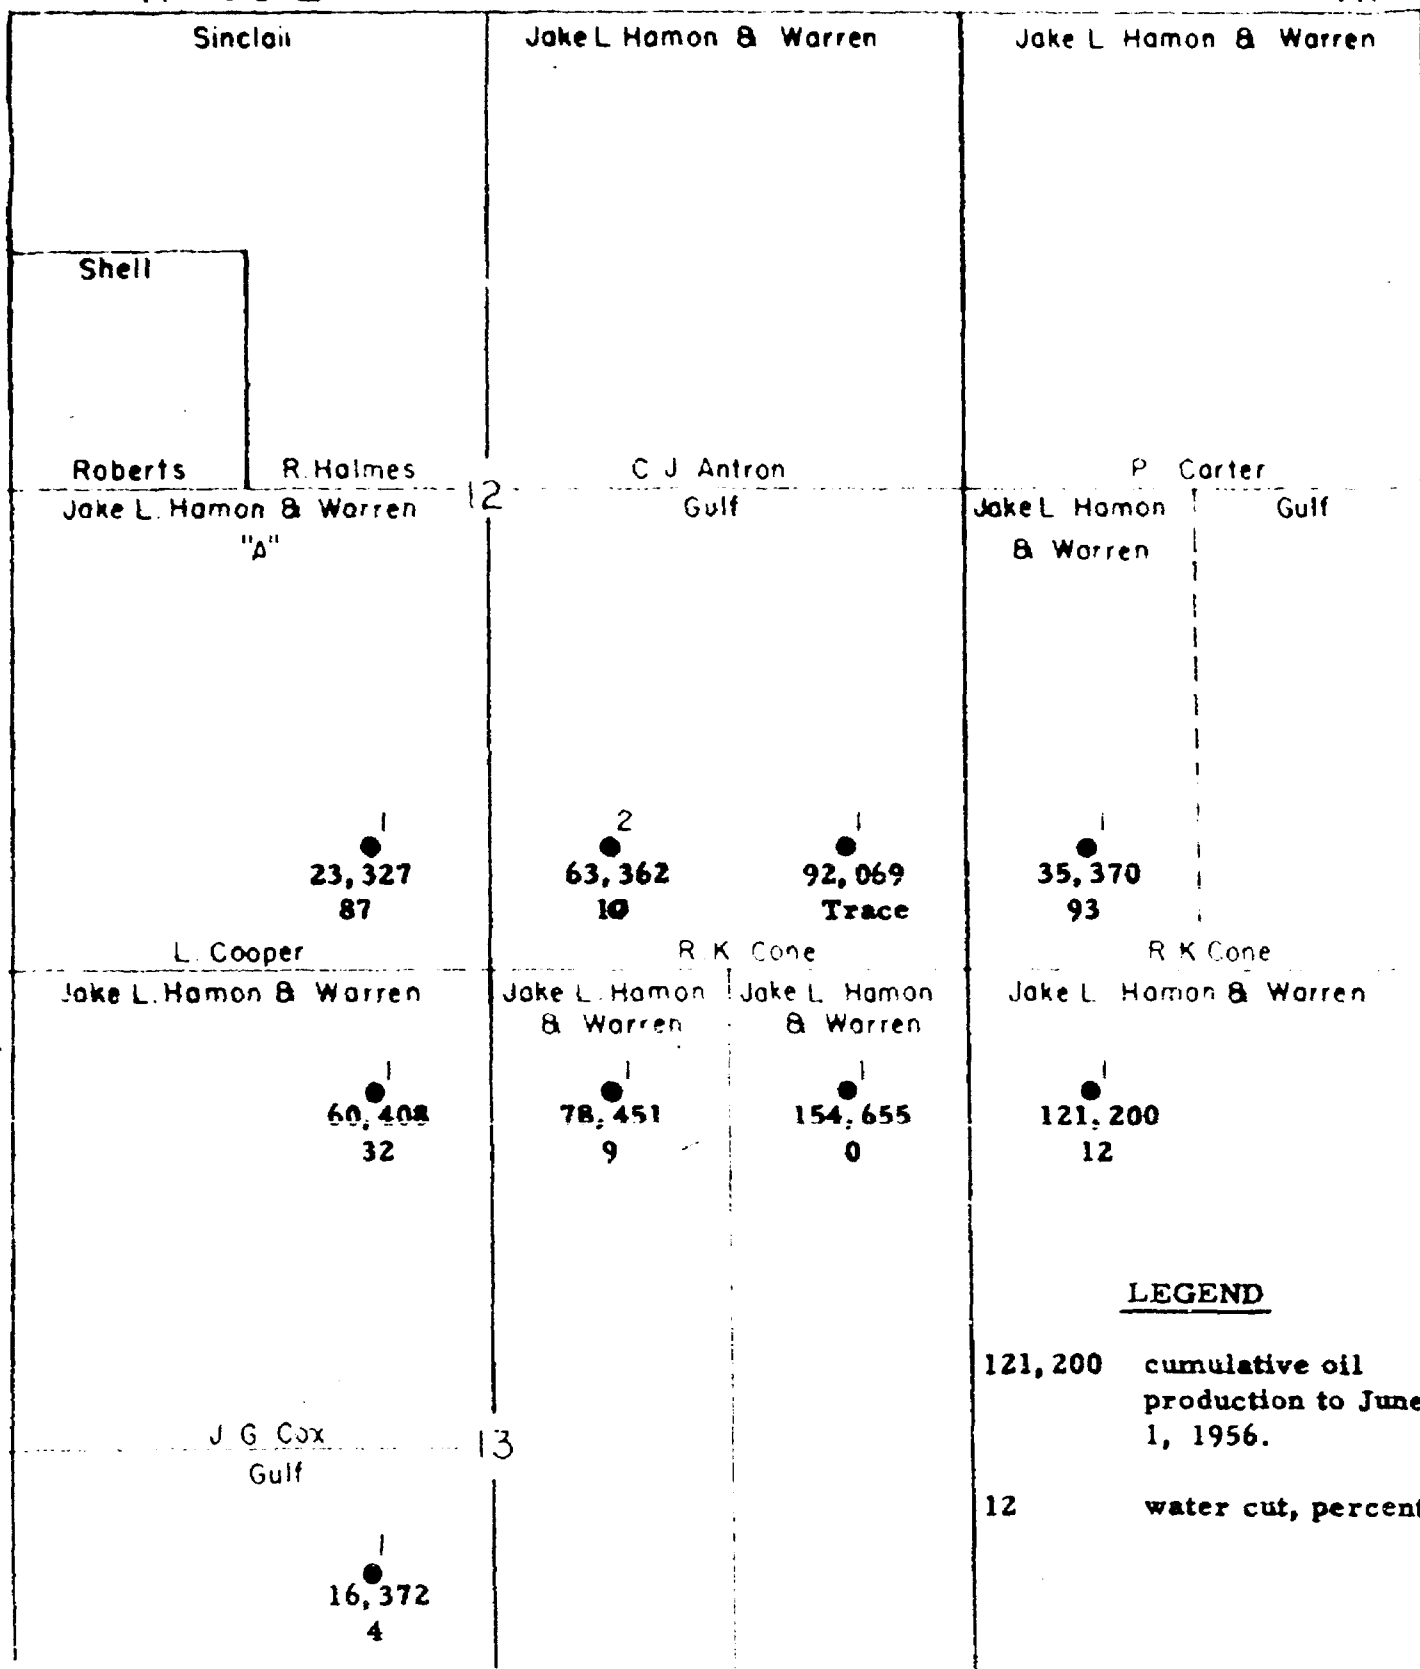 Sinclair
Jake L Hamon & Warren
Jake L Hamon & Warren
Shell
Roberts
R. Holmes
C J Antron
P Carter
12
Jake L. Hamon & Warren
"A"
Gulf
Jake L Hamon
& Warren
Gulf
1
23,327
87
2
63,362
10
1
92,069
Trace
1
35,370
93
L. Cooper
R K Cone
R K Cone
Jake L. Hamon & Warren
Jake L. Hamon
& Warren
Jake L. Hamon
& Warren
Jake L. Hamon & Warren
1
60,408
32
1
78,451
9
1
154,655
0
1
121,200
12
LEGEND
121,200 cumulative oil
production to June
1, 1956.
12 water cut, percent
J G Cox
13
Gulf
1
16,372
4